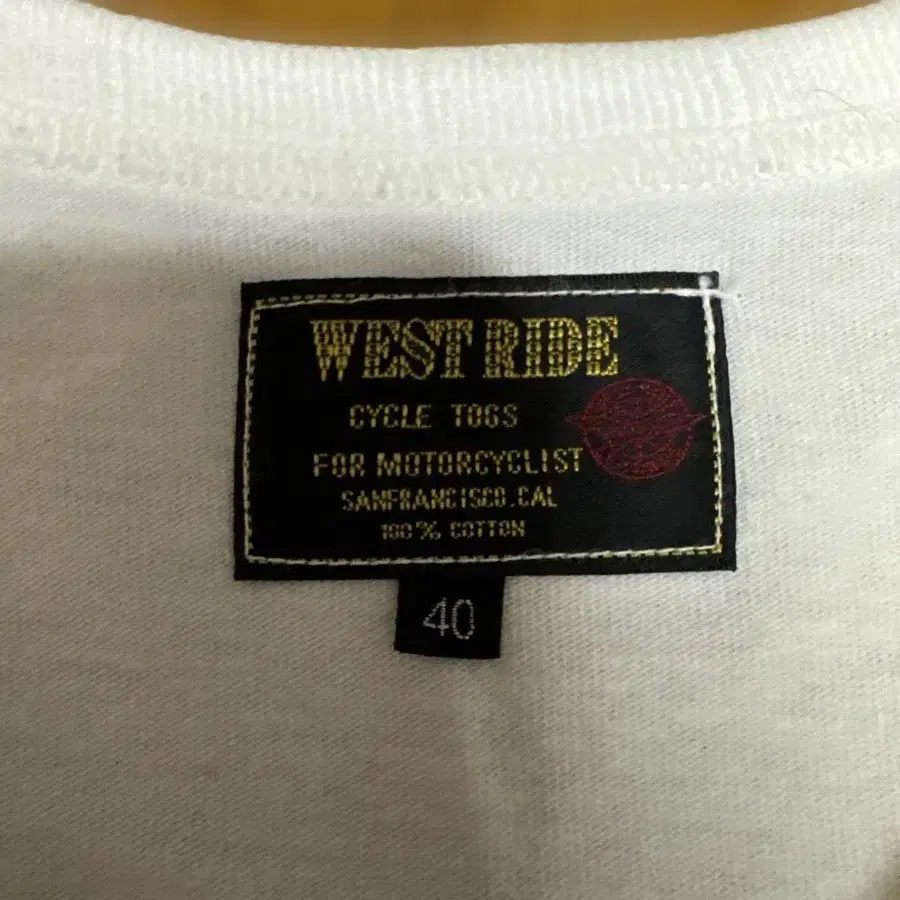 WEST RIDE
CYCLE TOGS
FOR MOTORCYCLIST
SANFRANCISCO.CAL
100% COTTON
40